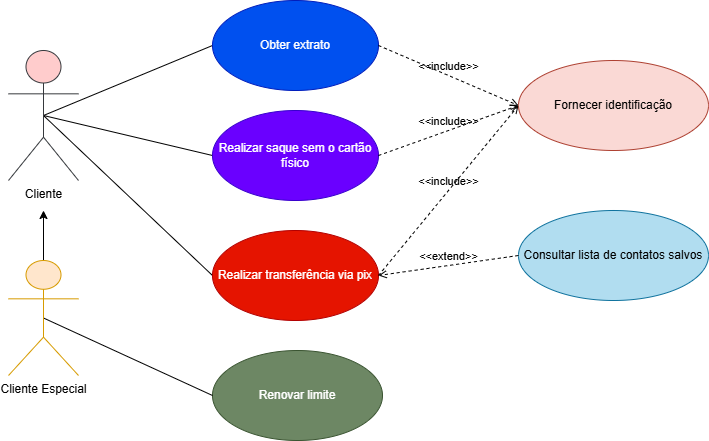 Obter extrato
<<include>>
Fornecer identificação
<<include>>
Realizar saque sem o cartão
físico
<<include>>
Cliente
Consultar lista de contatos salvos
<<extend>>
Realizar transferência via pix
Cliente Especial
Renovar limite